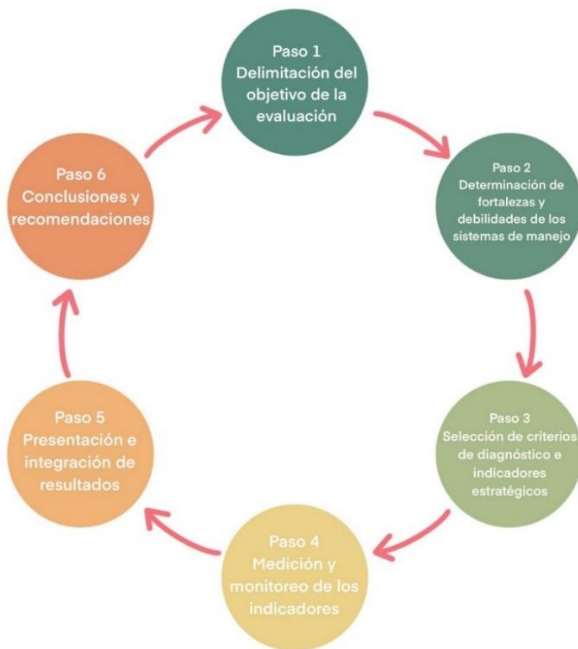 Paso 1
Delimitación del
objetivo de la
evaluación
Paso 2
Determinación de
fortalezas y
debilidades de los
sistemas de manejo
Paso 3
Selección de criterios
de diagnóstico e
indicadores
estratégicos
Paso 4
Medición y
monitoreo de los
indicadores
Paso 5
Presentación e
integración de
resultados
Paso 6
Conclusiones y
recomendaciones